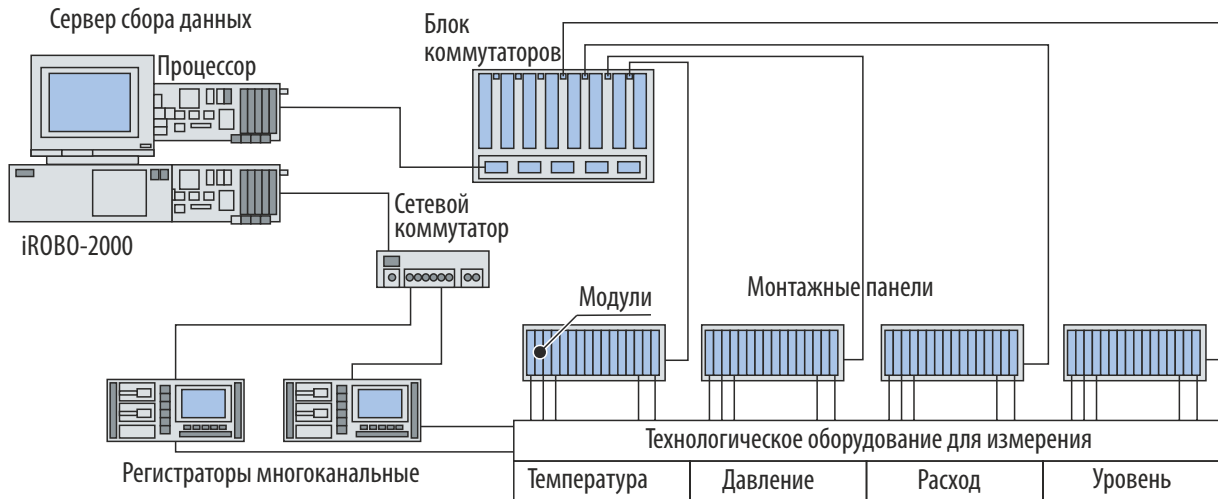 Сервер сбора данных
Процессор
iROBO-2000
Блок
коммутаторов
Сетевой
коммутатор
Модули
Монтажные панели
Регистраторы многоканальные
Технологическое оборудование для измерения
Температура
Давление
Расход
Уровень